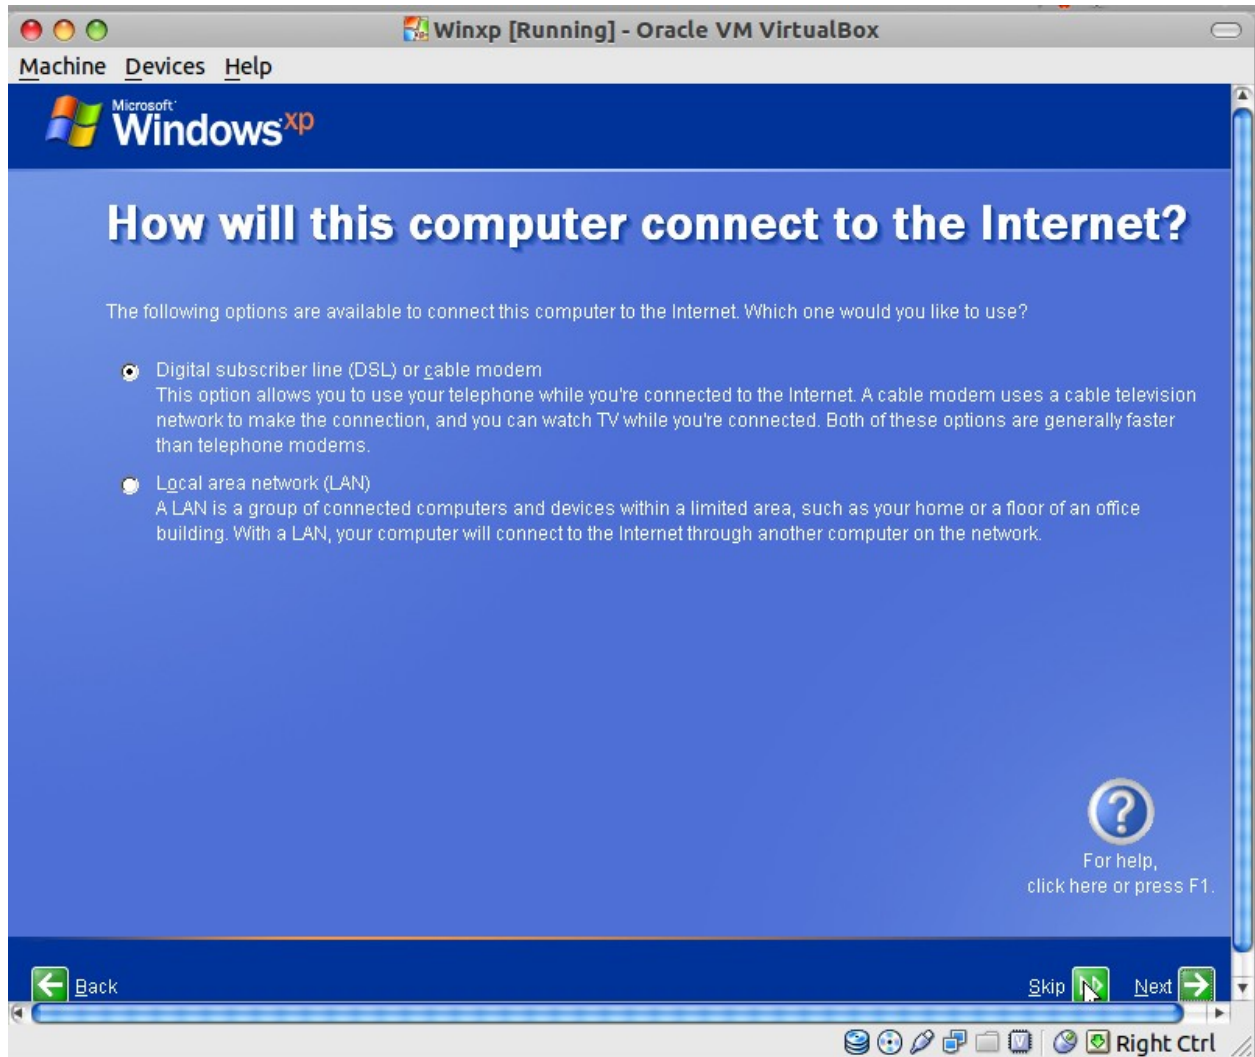 Winxp [Running] - Oracle VM VirtualBox
Machine Devices Help
Microsoft
Windows xp
How will this computer connect to the Internet?
The following options are available to connect this computer to the Internet. Which one would you like to use?
Digital subscriber line (DSL) or cable modem
This option allows you to use your telephone while you're connected to the Internet. A cable modem uses a cable television
network to make the connection, and you can watch TV while you're connected. Both of these options are generally faster
than telephone modems.
Local area network (LAN)
A LAN is a group of connected computers and devices within a limited area, such as your home or a floor of an office
building. With a LAN, your computer will connect to the Internet through another computer on the network.
?
For help,
click here or press F1.
Back Skip Next
Right Ctrl